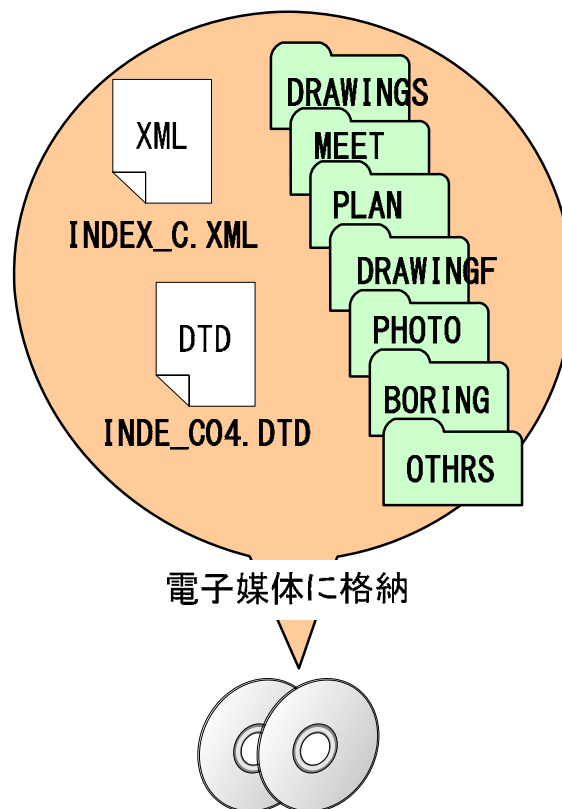 XML
INDEX_C.XML
DTD
INDE_C04.DTD
DRAWINGS
MEET
PLAN
DRAWINGF
PHOTO
BORING
OTHRS
電子媒体に格納